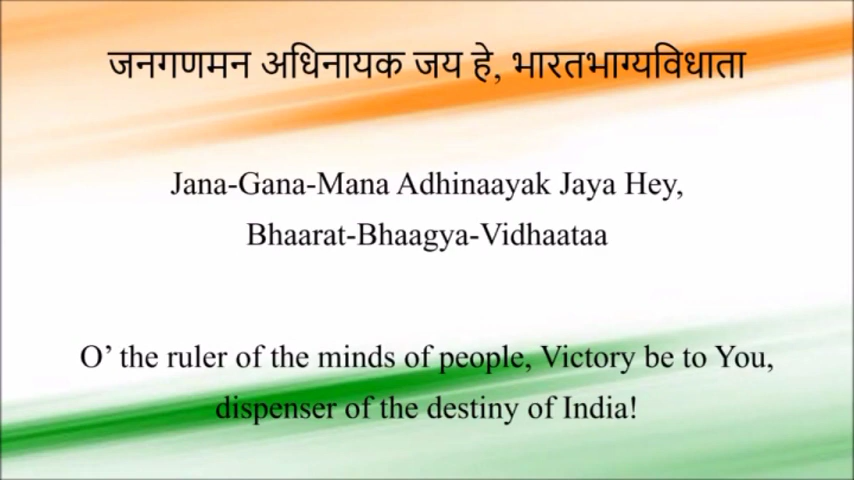 जनगणमन अधिनायक जय हे, भारतभाग्यविधाता
Jana-Gana-Mana Adhinaayak Jaya Hey,
Bhaarat-Bhaagya-Vidhaataa
O’ the ruler of the minds of people, Victory be to You,
dispenser of the destiny of India!